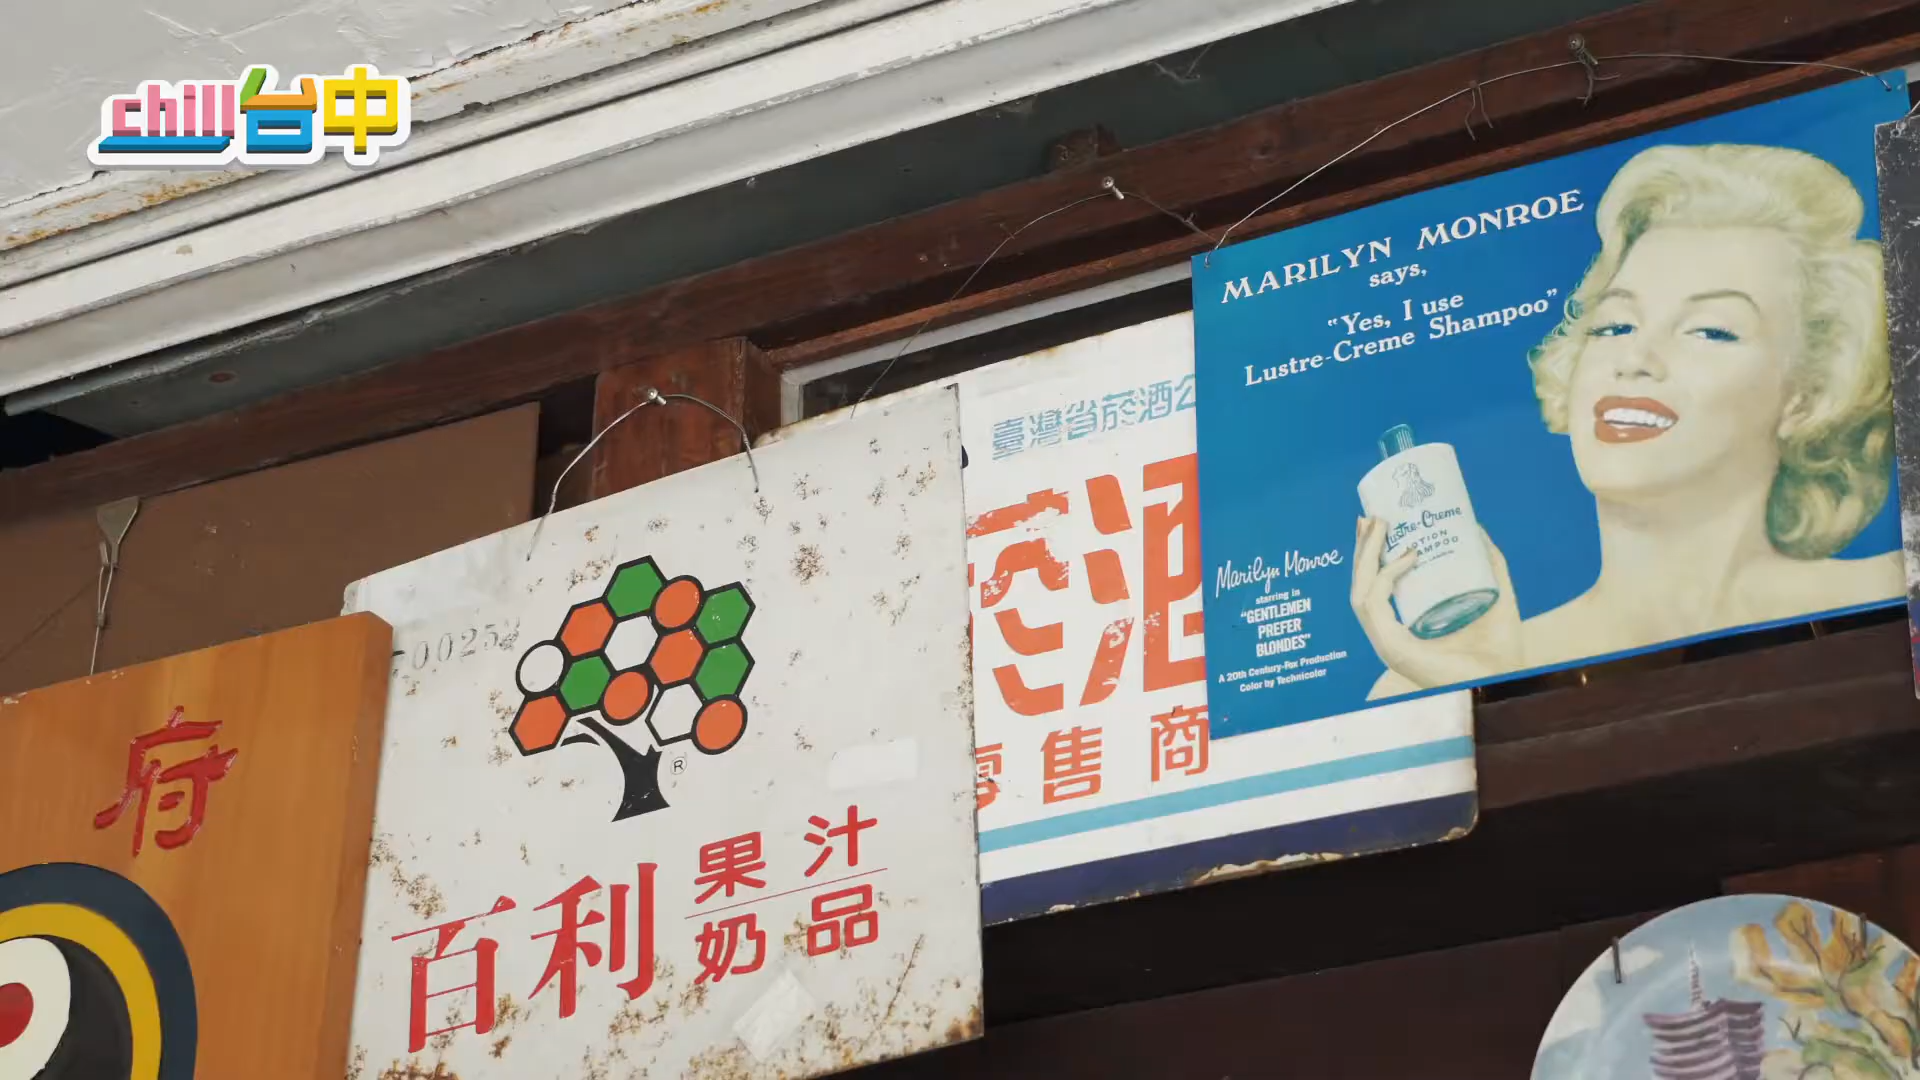 chill台中
府
0025
百利
果汁
奶品
臺灣省菸酒公
菸酒
零售商
MARILYN MONROE
says,
"Yes, I use
Lustre-Creme Shampoo"
Lustre-Creme
LOTION
SHAMPOO
Marilyn Monroe
starring in
"GENTLEMEN
PREFER
BLONDES"
A 20th Century-Fox Production
Color by Technicolor